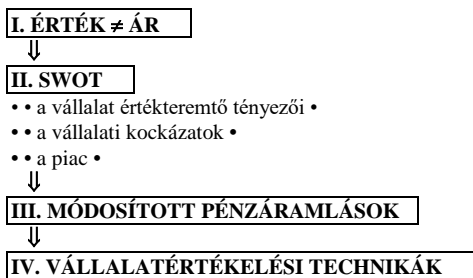 I. ÉRTÉK ≠ ÁR
⇓
II. SWOT
• • a vállalat értékteremtő tényezői •
• • a vállalati kockázatok •
• • a piac •
⇓
III. MÓDOSÍTOTT PÉNZÁRAMLÁSOK
⇓
IV. VÁLLALATÉRTÉKELÉSI TECHNIKÁK